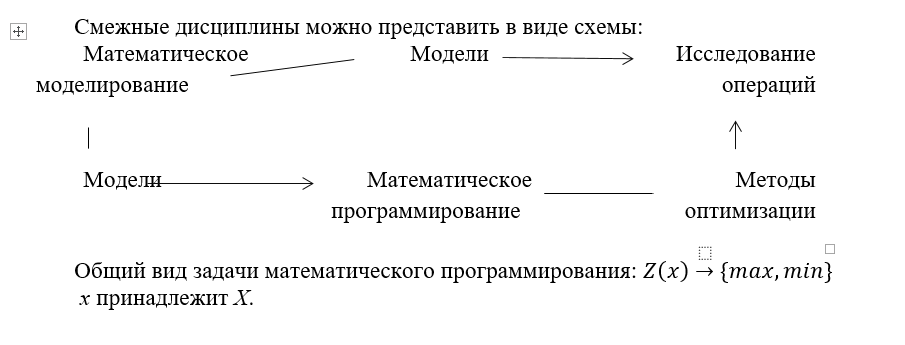 Смежные дисциплины можно представить в виде схемы:
Математическое Модели Исследование
моделирование операций
Модели Математическое Методы
программирование оптимизации
Общий вид задачи математического программирования: Z(x) → {max, min}
x принадлежит X.